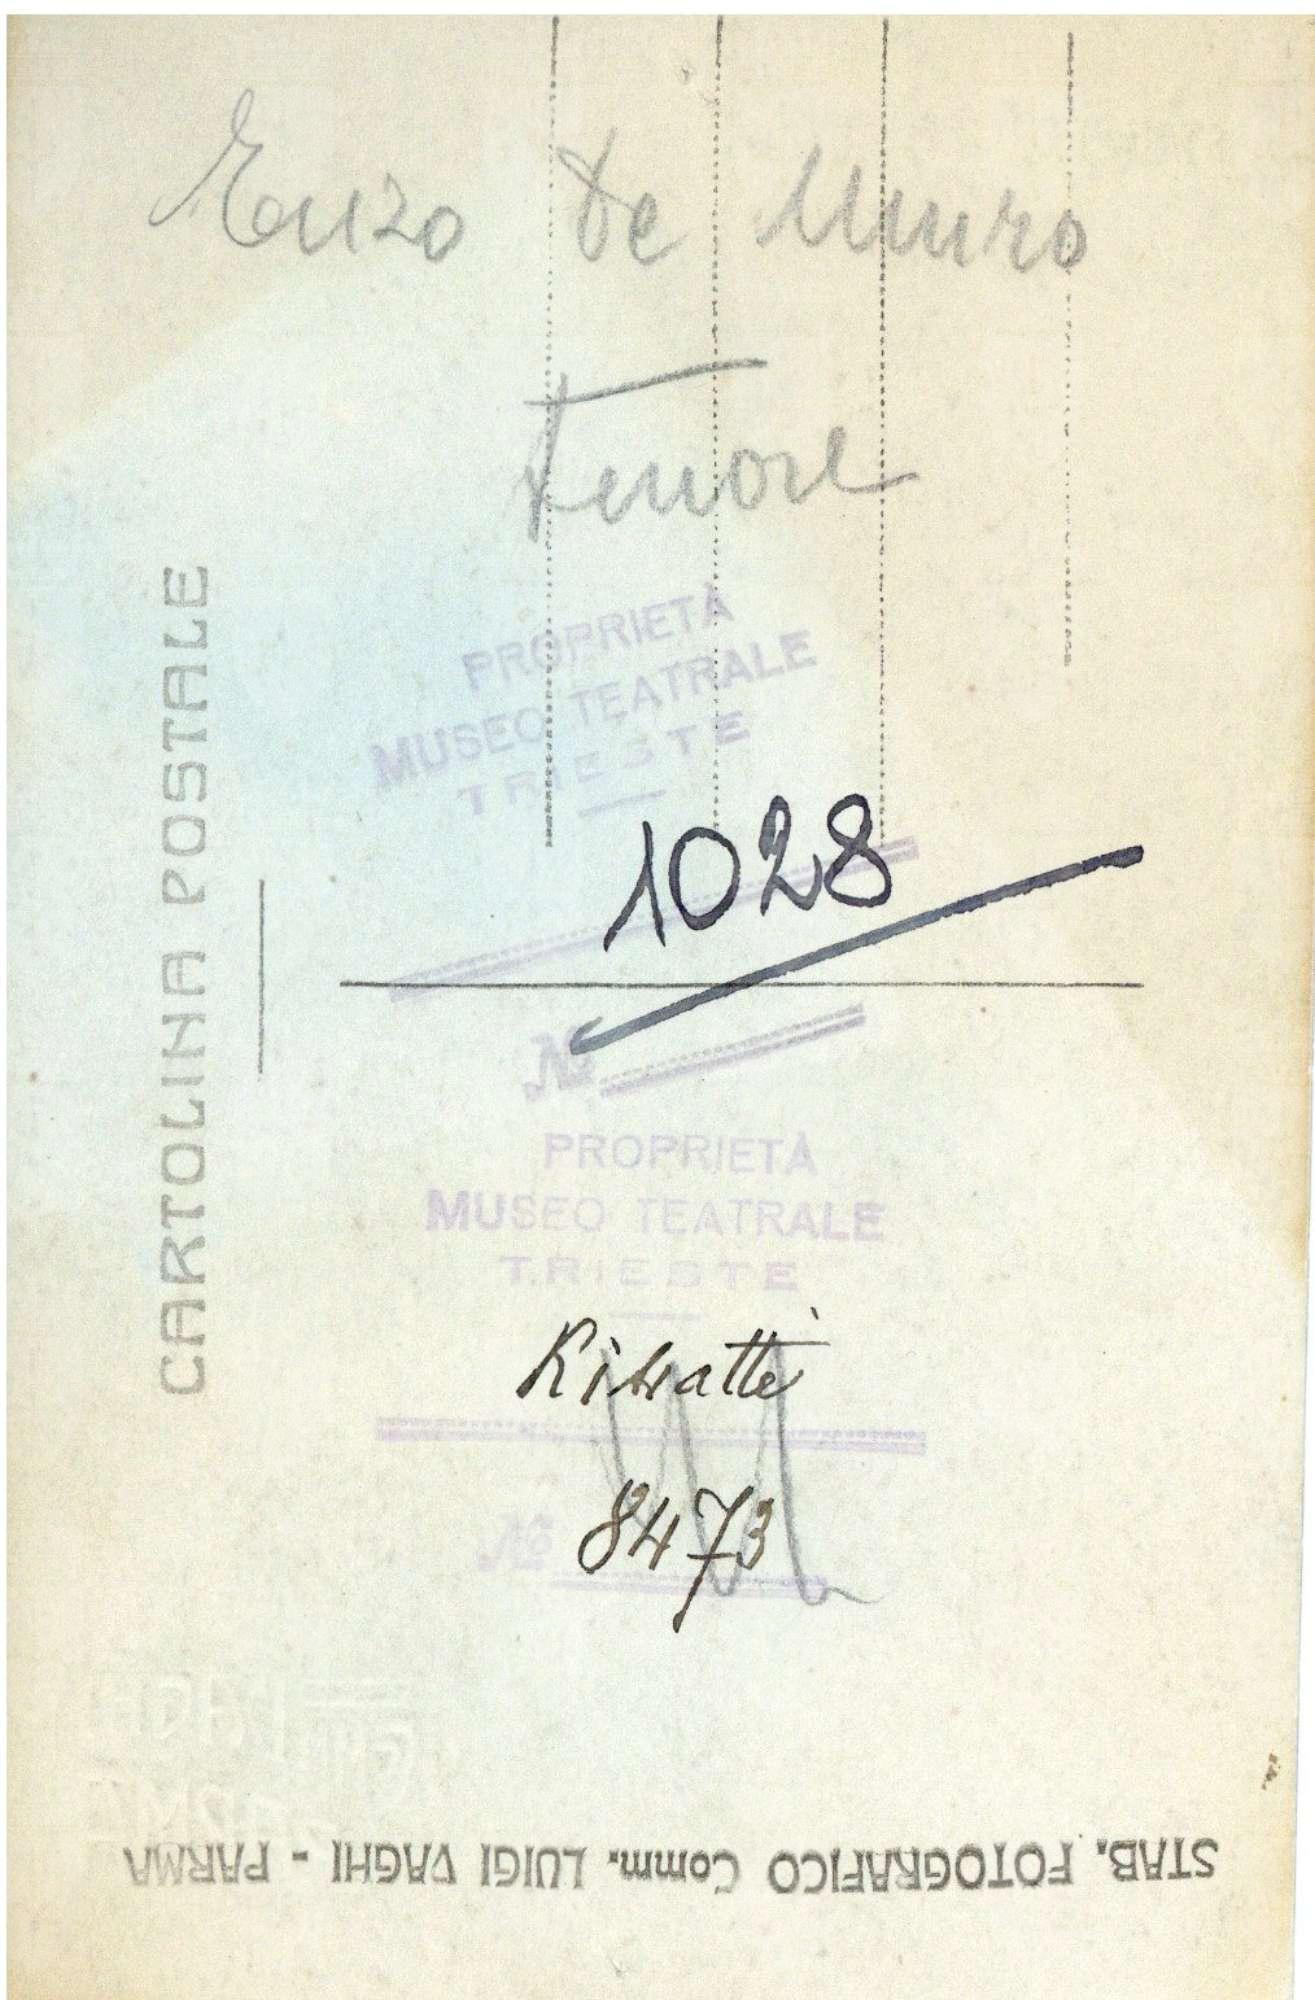 Enzo de Muro
Tenore
CARTOLINA POSTALE
PROPRIETÀ
MUSEO TEATRALE
TRIESTE
1028
No
PROPRIETÀ
MUSEO TEATRALE
TRIESTE
8473
No
STAB. FOTOGRAFICO Comm. LUIGI VAGHI - PARMA